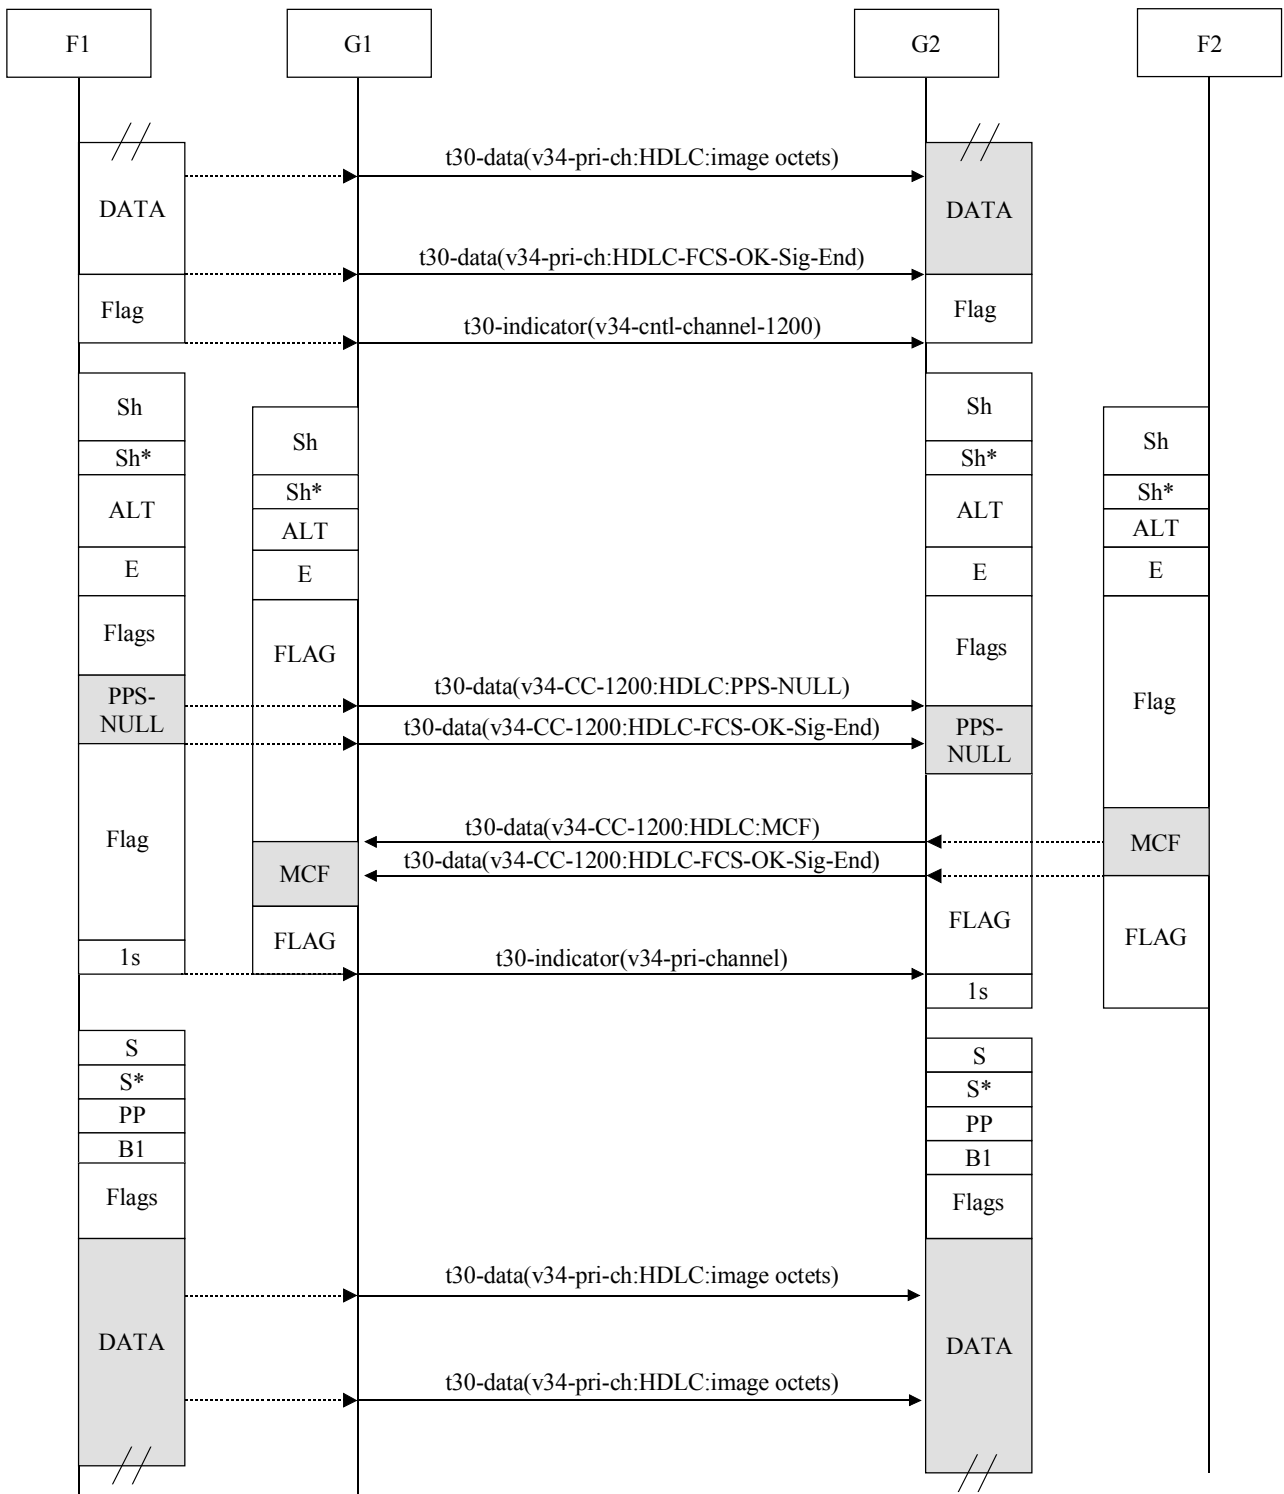 F1
G1
G2
F2
t30-data(v34-pri-ch:HDLC:image octets)
DATA
DATA
t30-data(v34-pri-ch:HDLC-FCS-OK-Sig-End)
Flag
Flag
t30-indicator(v34-cntl-channel-1200)
Sh
Sh
Sh
Sh
Sh*
Sh*
Sh*
Sh*
ALT
ALT
ALT
ALT
E
E
E
E
Flags
Flags
FLAG
t30-data(v34-CC-1200:HDLC:PPS-NULL)
PPS-
NULL
Flag
t30-data(v34-CC-1200:HDLC-FCS-OK-Sig-End)
PPS-
NULL
t30-data(v34-CC-1200:HDLC:MCF)
Flag
MCF
t30-data(v34-CC-1200:HDLC-FCS-OK-Sig-End)
MCF
FLAG
FLAG
FLAG
1s
t30-indicator(v34-pri-channel)
1s
S
S
S*
S*
PP
PP
B1
B1
Flags
Flags
t30-data(v34-pri-ch:HDLC:image octets)
DATA
DATA
t30-data(v34-pri-ch:HDLC:image octets)